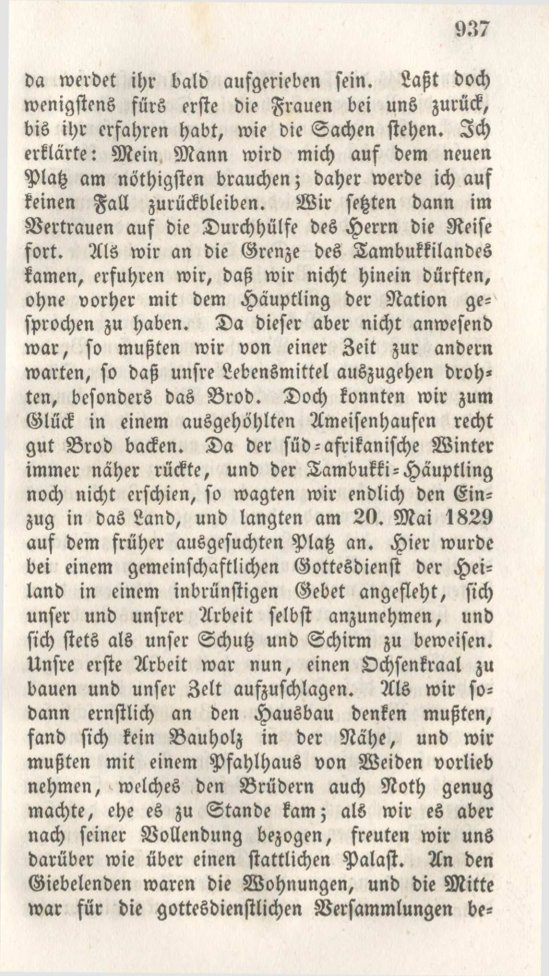 937
da werdet ihr bald aufgerieben sein. Laßt doch
wenigstens fürs erste die Frauen bei uns zurück,
bis ihr erfahren habt, wie die Sachen stehen. Ich
erklärte: Mein Mann wird mich auf dem neuen
Platz am nöthigsten brauchen; daher werde ich auf
keinen Fall zurückbleiben. Wir setzten dann im
Vertrauen auf die Durchhülfe des Herrn die Reise
fort. Als wir an die Grenze des Tambukkilandes
kamen, erfuhren wir, daß wir nicht hinein dürften,
ohne vorher mit dem Häuptling der Nation ge-
sprochen zu haben. Da dieser aber nicht anwesend
war, so mußten wir von einer Zeit zur andern
warten, so daß unsre Lebensmittel auszugehen droh-
ten, besonders das Brod. Doch konnten wir zum
Glück in einem ausgehöhlten Ameisenhaufen recht
gut Brod backen. Da der süd-afrikanische Winter
immer näher rückte, und der Tambukki-Häuptling
noch nicht erschien, so wagten wir endlich den Ein-
zug in das Land, und langten am 20. Mai 1829
auf dem früher ausgesuchten Platz an. Hier wurde
bei einem gemeinschaftlichen Gottesdienst der Hei-
land in einem inbrünstigen Gebet angefleht, sich
unser und unsrer Arbeit selbst anzunehmen, und
sich stets als unser Schutz und Schirm zu beweisen.
Unsre erste Arbeit war nun, einen Ochsenkraal zu
bauen und unser Zelt aufzuschlagen. Als wir so-
dann ernstlich an den Hausbau denken mußten,
fand sich kein Bauholz in der Nähe, und wir
mußten mit einem Pfahlhaus von Weiden vorlieb
nehmen, welches den Brüdern auch Noth genug
machte, ehe es zu Stande kam; als wir es aber
nach seiner Vollendung bezogen, freuten wir uns
darüber wie über einen stattlichen Palast. An den
Giebelenden waren die Wohnungen, und die Mitte
war für die gottesdienstlichen Versammlungen be-